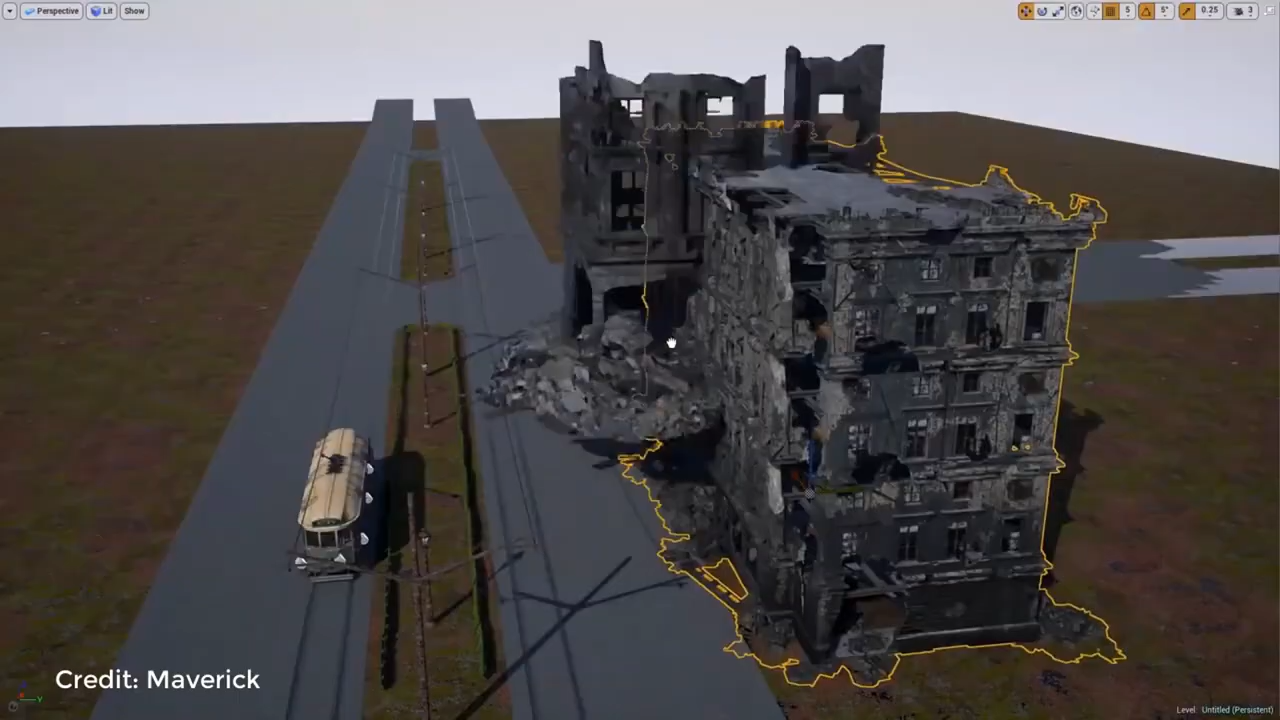 Perspective Lit Show 5 5° 0.25 3
Credit: Maverick
Level: Untitled (Persistent)